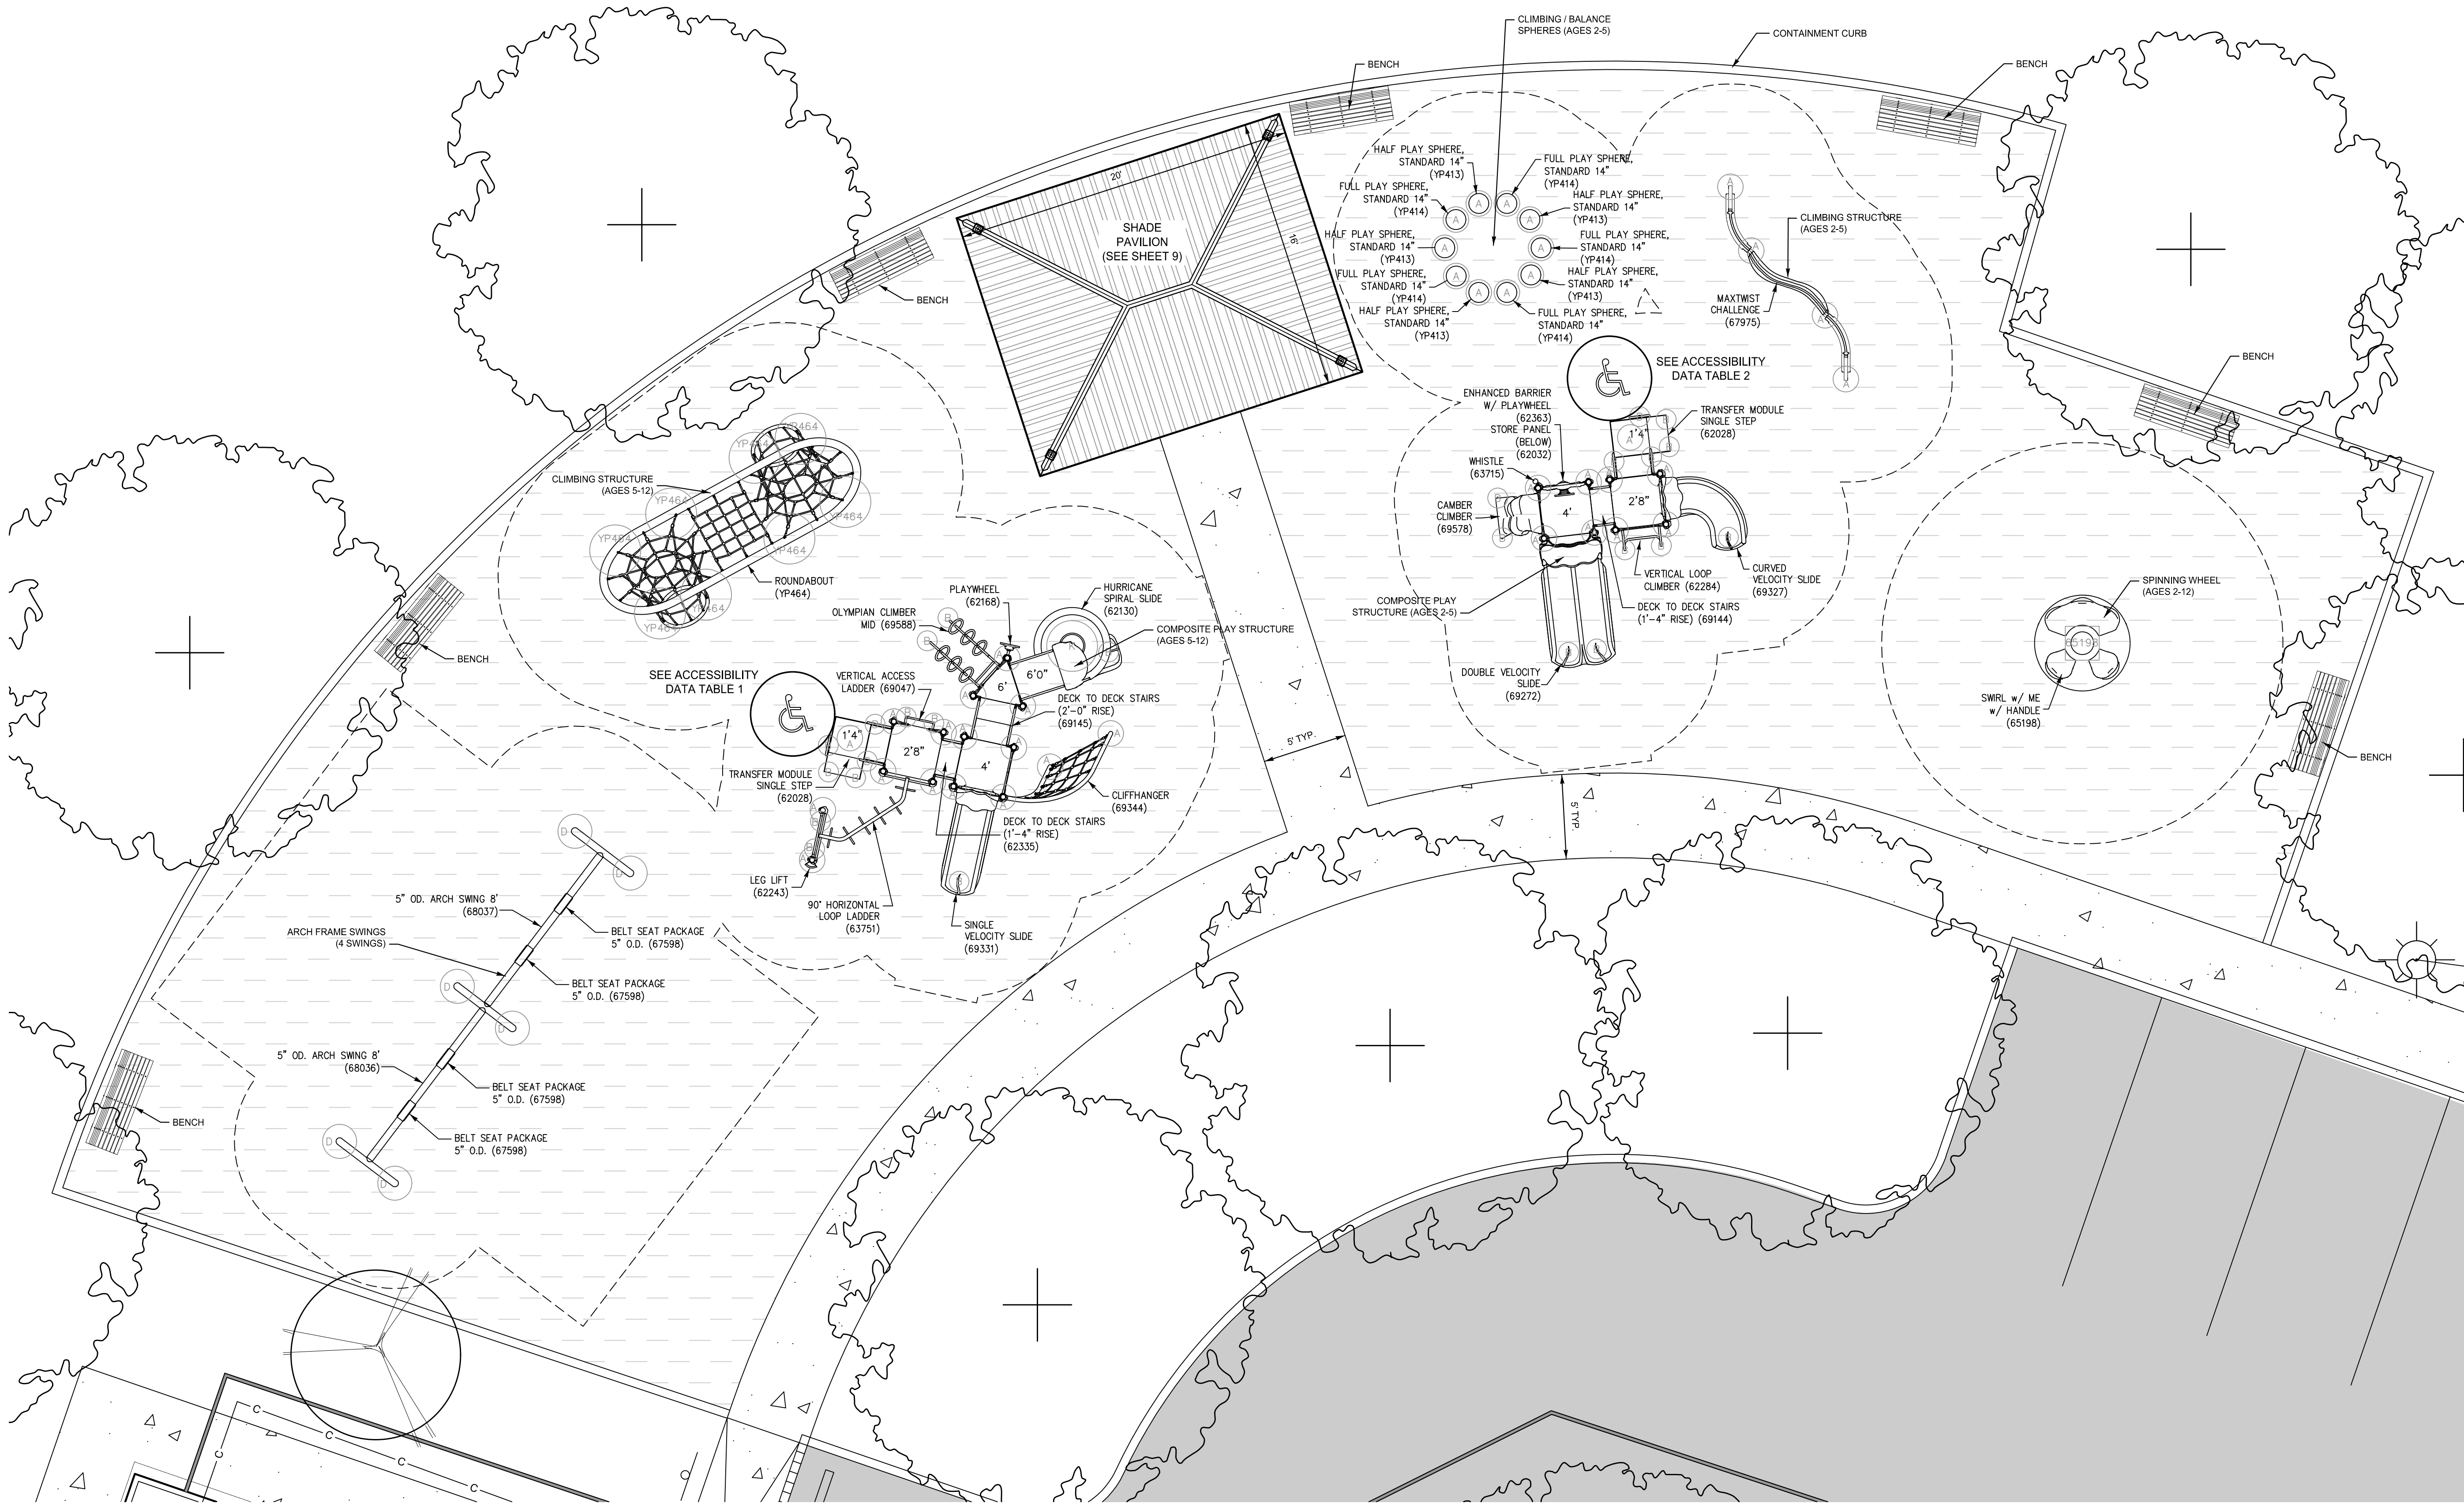 CLIMBING / BALANCE
SPHERES (AGES 2-5)
CONTAINMENT CURB
BENCH
BENCH
HALF PLAY SPHERE,
STANDARD 14"
(YP413)
FULL PLAY SPHERE,
STANDARD 14"
(YP414)
FULL PLAY SPHERE,
STANDARD 14"
(YP414)
HALF PLAY SPHERE,
STANDARD 14"
(YP413)
HALF PLAY SPHERE,
STANDARD 14"
(YP413)
FULL PLAY SPHERE,
STANDARD 14"
(YP414)
FULL PLAY SPHERE,
STANDARD 14"
(YP414)
HALF PLAY SPHERE,
STANDARD 14"
(YP413)
HALF PLAY SPHERE,
STANDARD 14"
(YP413)
FULL PLAY SPHERE,
STANDARD 14"
(YP414)
A
A
A
A
A
A
A
A
A
A
20'
16'
SHADE
PAVILION
(SEE SHEET 9)
BENCH
CLIMBING STRUCTURE
(AGES 2-5)
MAXTWIST
CHALLENGE
(67975)
A
A
A
A
BENCH
SEE ACCESSIBILITY
DATA TABLE 2
ENHANCED BARRIER
W/ PLAYWHEEL
(62363)
STORE PANEL
(BELOW)
(62032)
TRANSFER MODULE
SINGLE STEP
(62028)
WHISTLE
(63715)
CAMBER
CLIMBER
(69578)
1'4"
4'
2'8"
VERTICAL LOOP
CLIMBER (62284)
CURVED
VELOCITY SLIDE
(69327)
COMPOSITE PLAY
STRUCTURE (AGES 2-5)
DECK TO DECK STAIRS
(1'-4" RISE) (69144)
DOUBLE VELOCITY
SLIDE
(69272)
SPINNING WHEEL
(AGES 2-12)
65198
SWIRL w/ ME
w/ HANDLE
(65198)
BENCH
CLIMBING STRUCTURE
(AGES 5-12)
YP464
YP464
YP464
YP464
YP464
YP464
YP464
YP464
YP464
ROUNDABOUT
(YP464)
BENCH
PLAYWHEEL
(62168)
HURRICANE
SPIRAL SLIDE
(62130)
OLYMPIAN CLIMBER
MID (69588)
COMPOSITE PLAY STRUCTURE
(AGES 5-12)
SEE ACCESSIBILITY
DATA TABLE 1
VERTICAL ACCESS
LADDER (69047)
6'
6'0"
DECK TO DECK STAIRS
(2'-0" RISE)
(69145)
1'4"
2'8"
4'
TRANSFER MODULE
SINGLE STEP
(62028)
CLIFFHANGER
(69344)
DECK TO DECK STAIRS
(1'-4" RISE)
(62335)
LEG LIFT
(62243)
90° HORIZONTAL
LOOP LADDER
(63751)
SINGLE
VELOCITY SLIDE
(69331)
5' TYP.
5' TYP.
5" OD. ARCH SWING 8'
(68037)
ARCH FRAME SWINGS
(4 SWINGS)
BELT SEAT PACKAGE
5" O.D. (67598)
BELT SEAT PACKAGE
5" O.D. (67598)
5" OD. ARCH SWING 8'
(68036)
BELT SEAT PACKAGE
5" O.D. (67598)
BELT SEAT PACKAGE
5" O.D. (67598)
D
D
D
D
D
D
BENCH
C
C
C
C
C